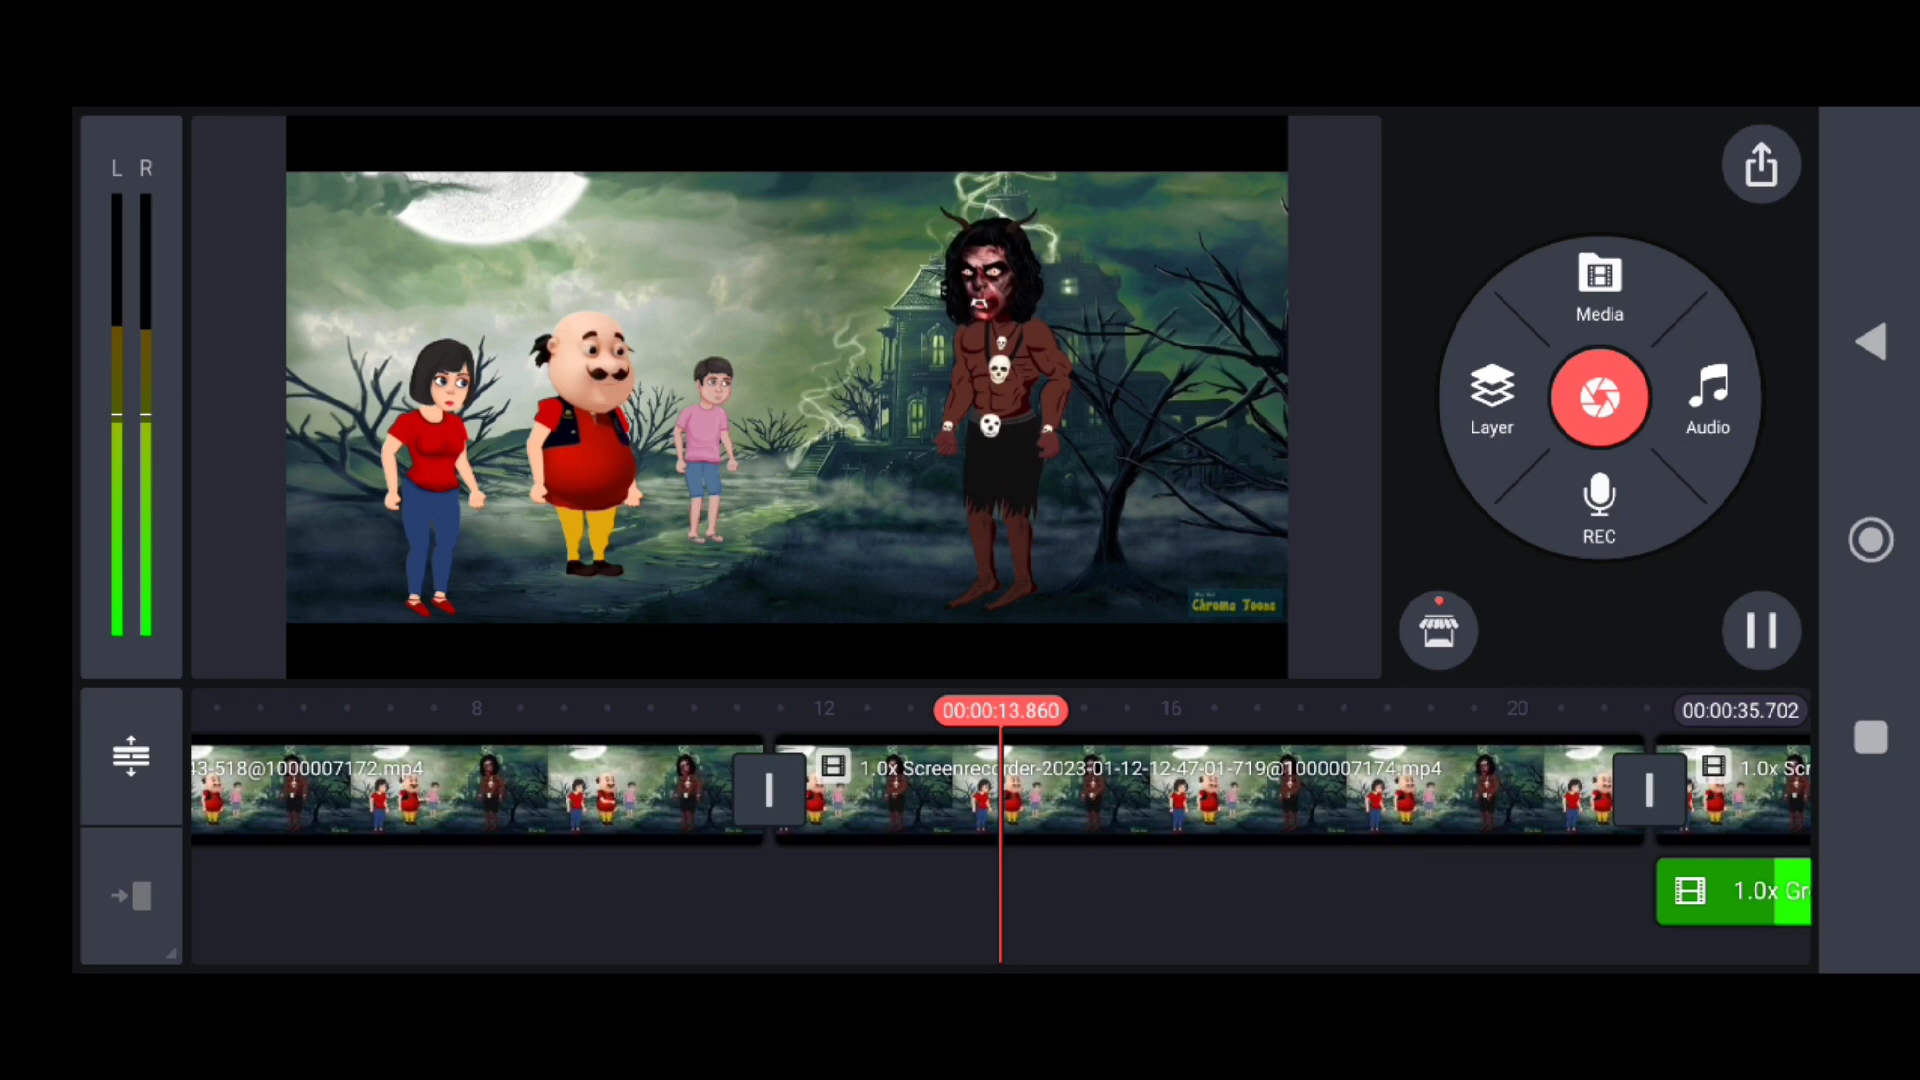 L R
Media
Layer
Audio
REC
Chroma Toons
8
12
00:00:13.860
16
20
00:00:35.702
43-518@1000007172.mp4
1.0x Screenrecorder-2023-01-12-12-47-01-719@1000007174.mp4
1.0x Scr
1.0x Gr